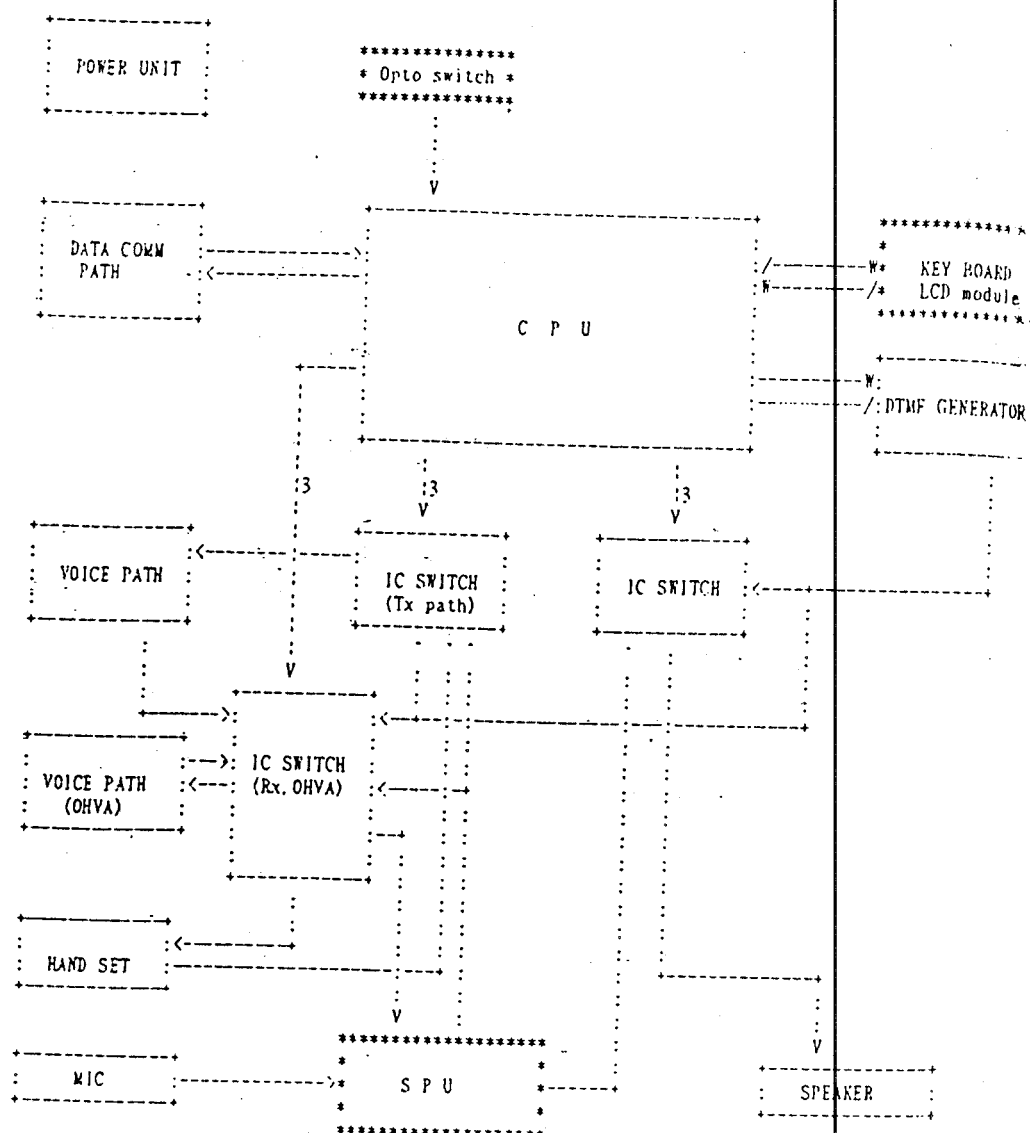 POWER UNIT
Opto switch
DATA COMM
PATH
C P U
KEY BOARD
LCD module
DTMF GENERATOR
3
3
3
VOICE PATH
IC SWITCH
(Tx path)
IC SWITCH
IC SWITCH
(Rx, OHVA)
VOICE PATH
(OHVA)
HAND SET
MIC
S P U
SPEAKER